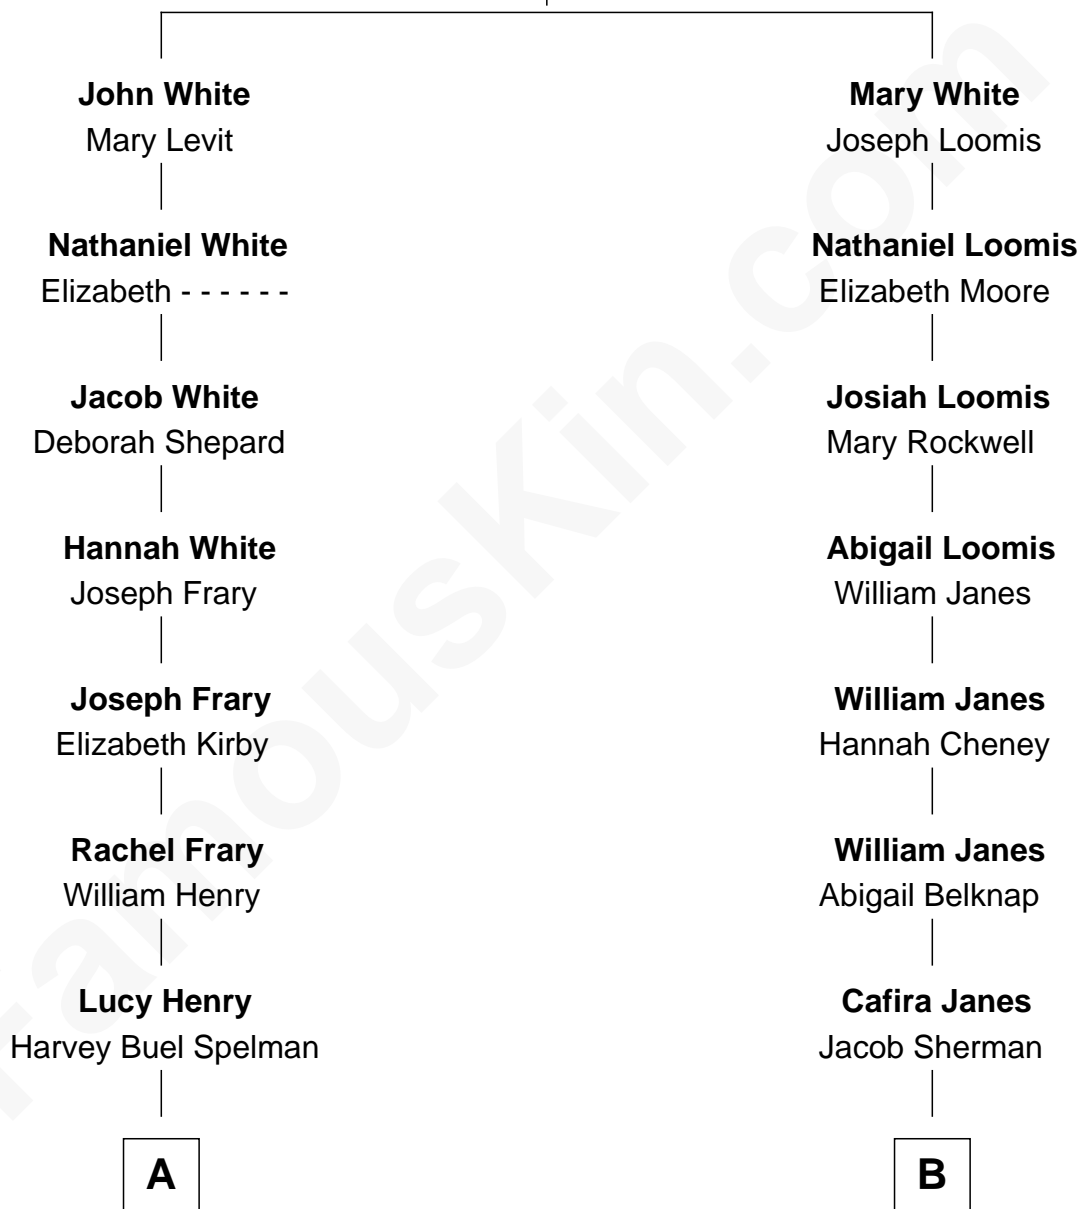 John White
Mary Levit
Nathaniel White
Elizabeth - - - - - -
Jacob White
Deborah Shepard
Hannah White
Joseph Frary
Joseph Frary
Elizabeth Kirby
Rachel Frary
William Henry
Lucy Henry
Harvey Buel Spelman
A
Mary White
Joseph Loomis
Nathaniel Loomis
Elizabeth Moore
Josiah Loomis
Mary Rockwell
Abigail Loomis
William Janes
William Janes
Hannah Cheney
William Janes
Abigail Belknap
Cafira Janes
Jacob Sherman
B
FamousKin.com